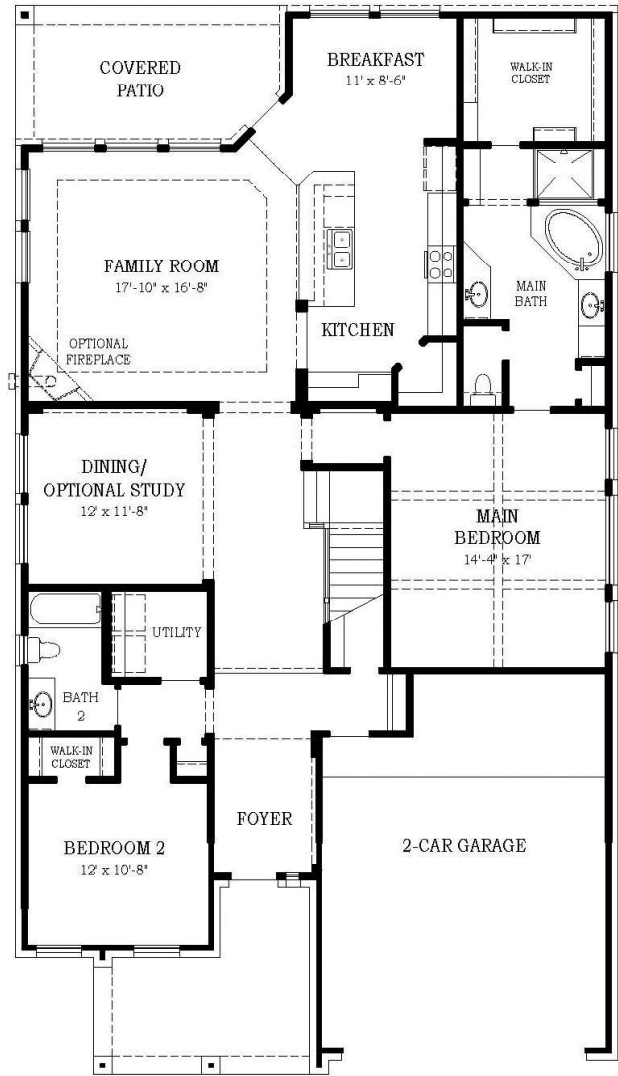 COVERED
PATIO
BREAKFAST
11' x 8'-6"
WALK-IN
CLOSET
FAMILY ROOM
17'-10" x 16'-8"
MAIN
BATH
KITCHEN
OPTIONAL
FIREPLACE
DINING/
OPTIONAL STUDY
12' x 11'-8"
MAIN
BEDROOM
14'-4" x 17'
UTILITY
BATH
2
WALK-IN
CLOSET
FOYER
BEDROOM 2
12' x 10'-8"
2-CAR GARAGE